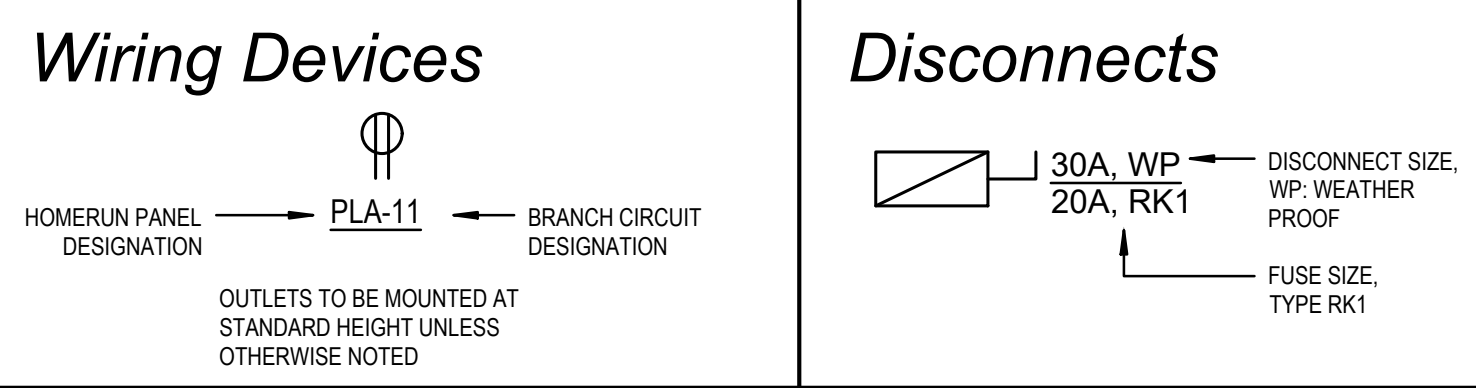 Wiring Devices
HOMERUN PANEL
DESIGNATION
PLA-11
BRANCH CIRCUIT
DESIGNATION
OUTLETS TO BE MOUNTED AT
STANDARD HEIGHT UNLESS
OTHERWISE NOTED
Disconnects
30A, WP
20A, RK1
DISCONNECT SIZE,
WP: WEATHER
PROOF
FUSE SIZE,
TYPE RK1